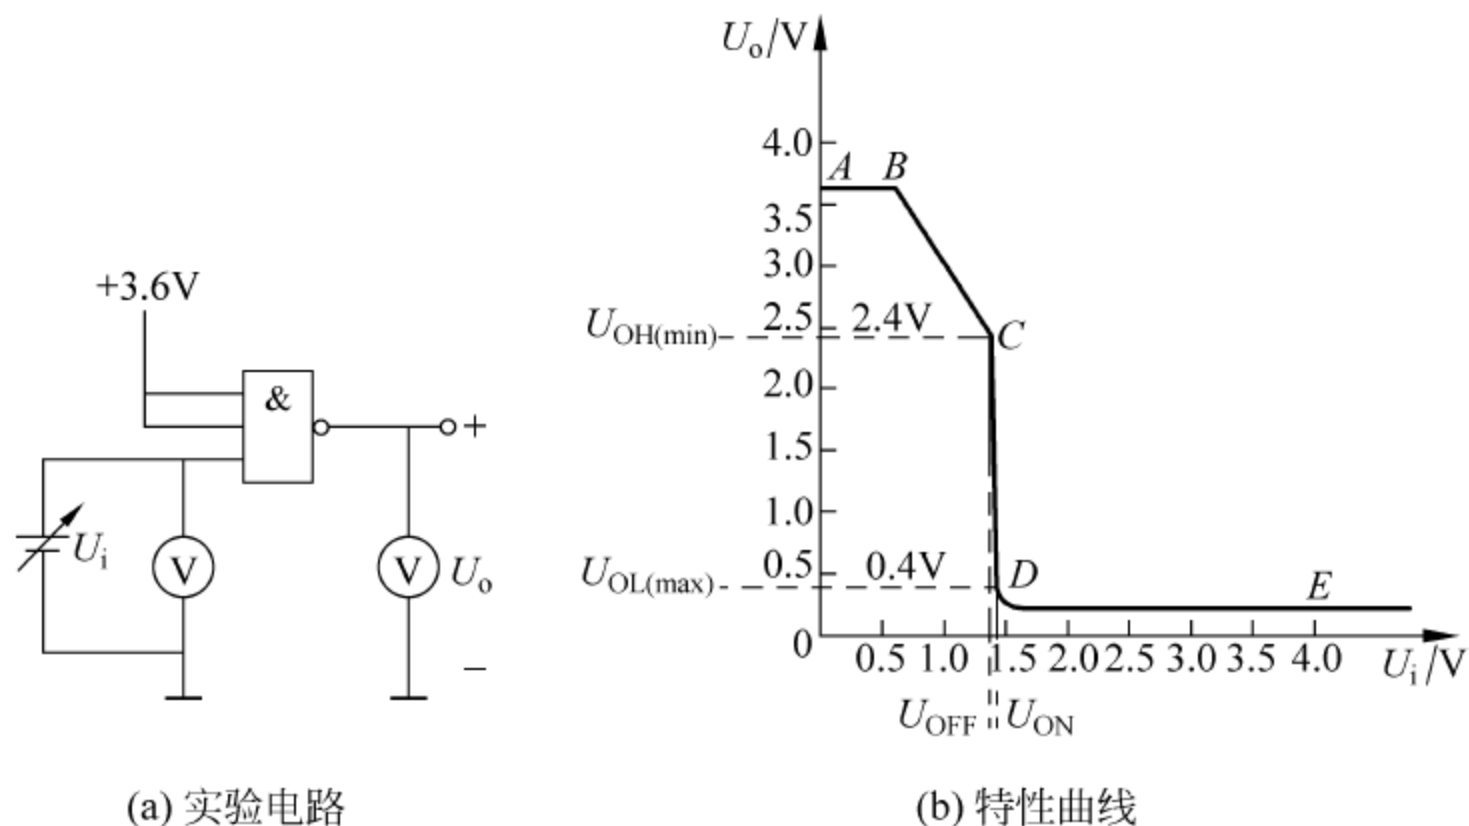 +3.6V
&
+
Ui
V
V
Uo
−
(a) 实验电路
Uo/V
4.0
A
B
3.5
3.0
UOH(min)
2.5
2.4V
C
2.0
1.5
1.0
UOL(max)
0.5
0.4V
D
E
0
0.5 1.0 1.5 2.0 2.5 3.0 3.5 4.0
Ui/V
UOFF
UON
(b) 特性曲线